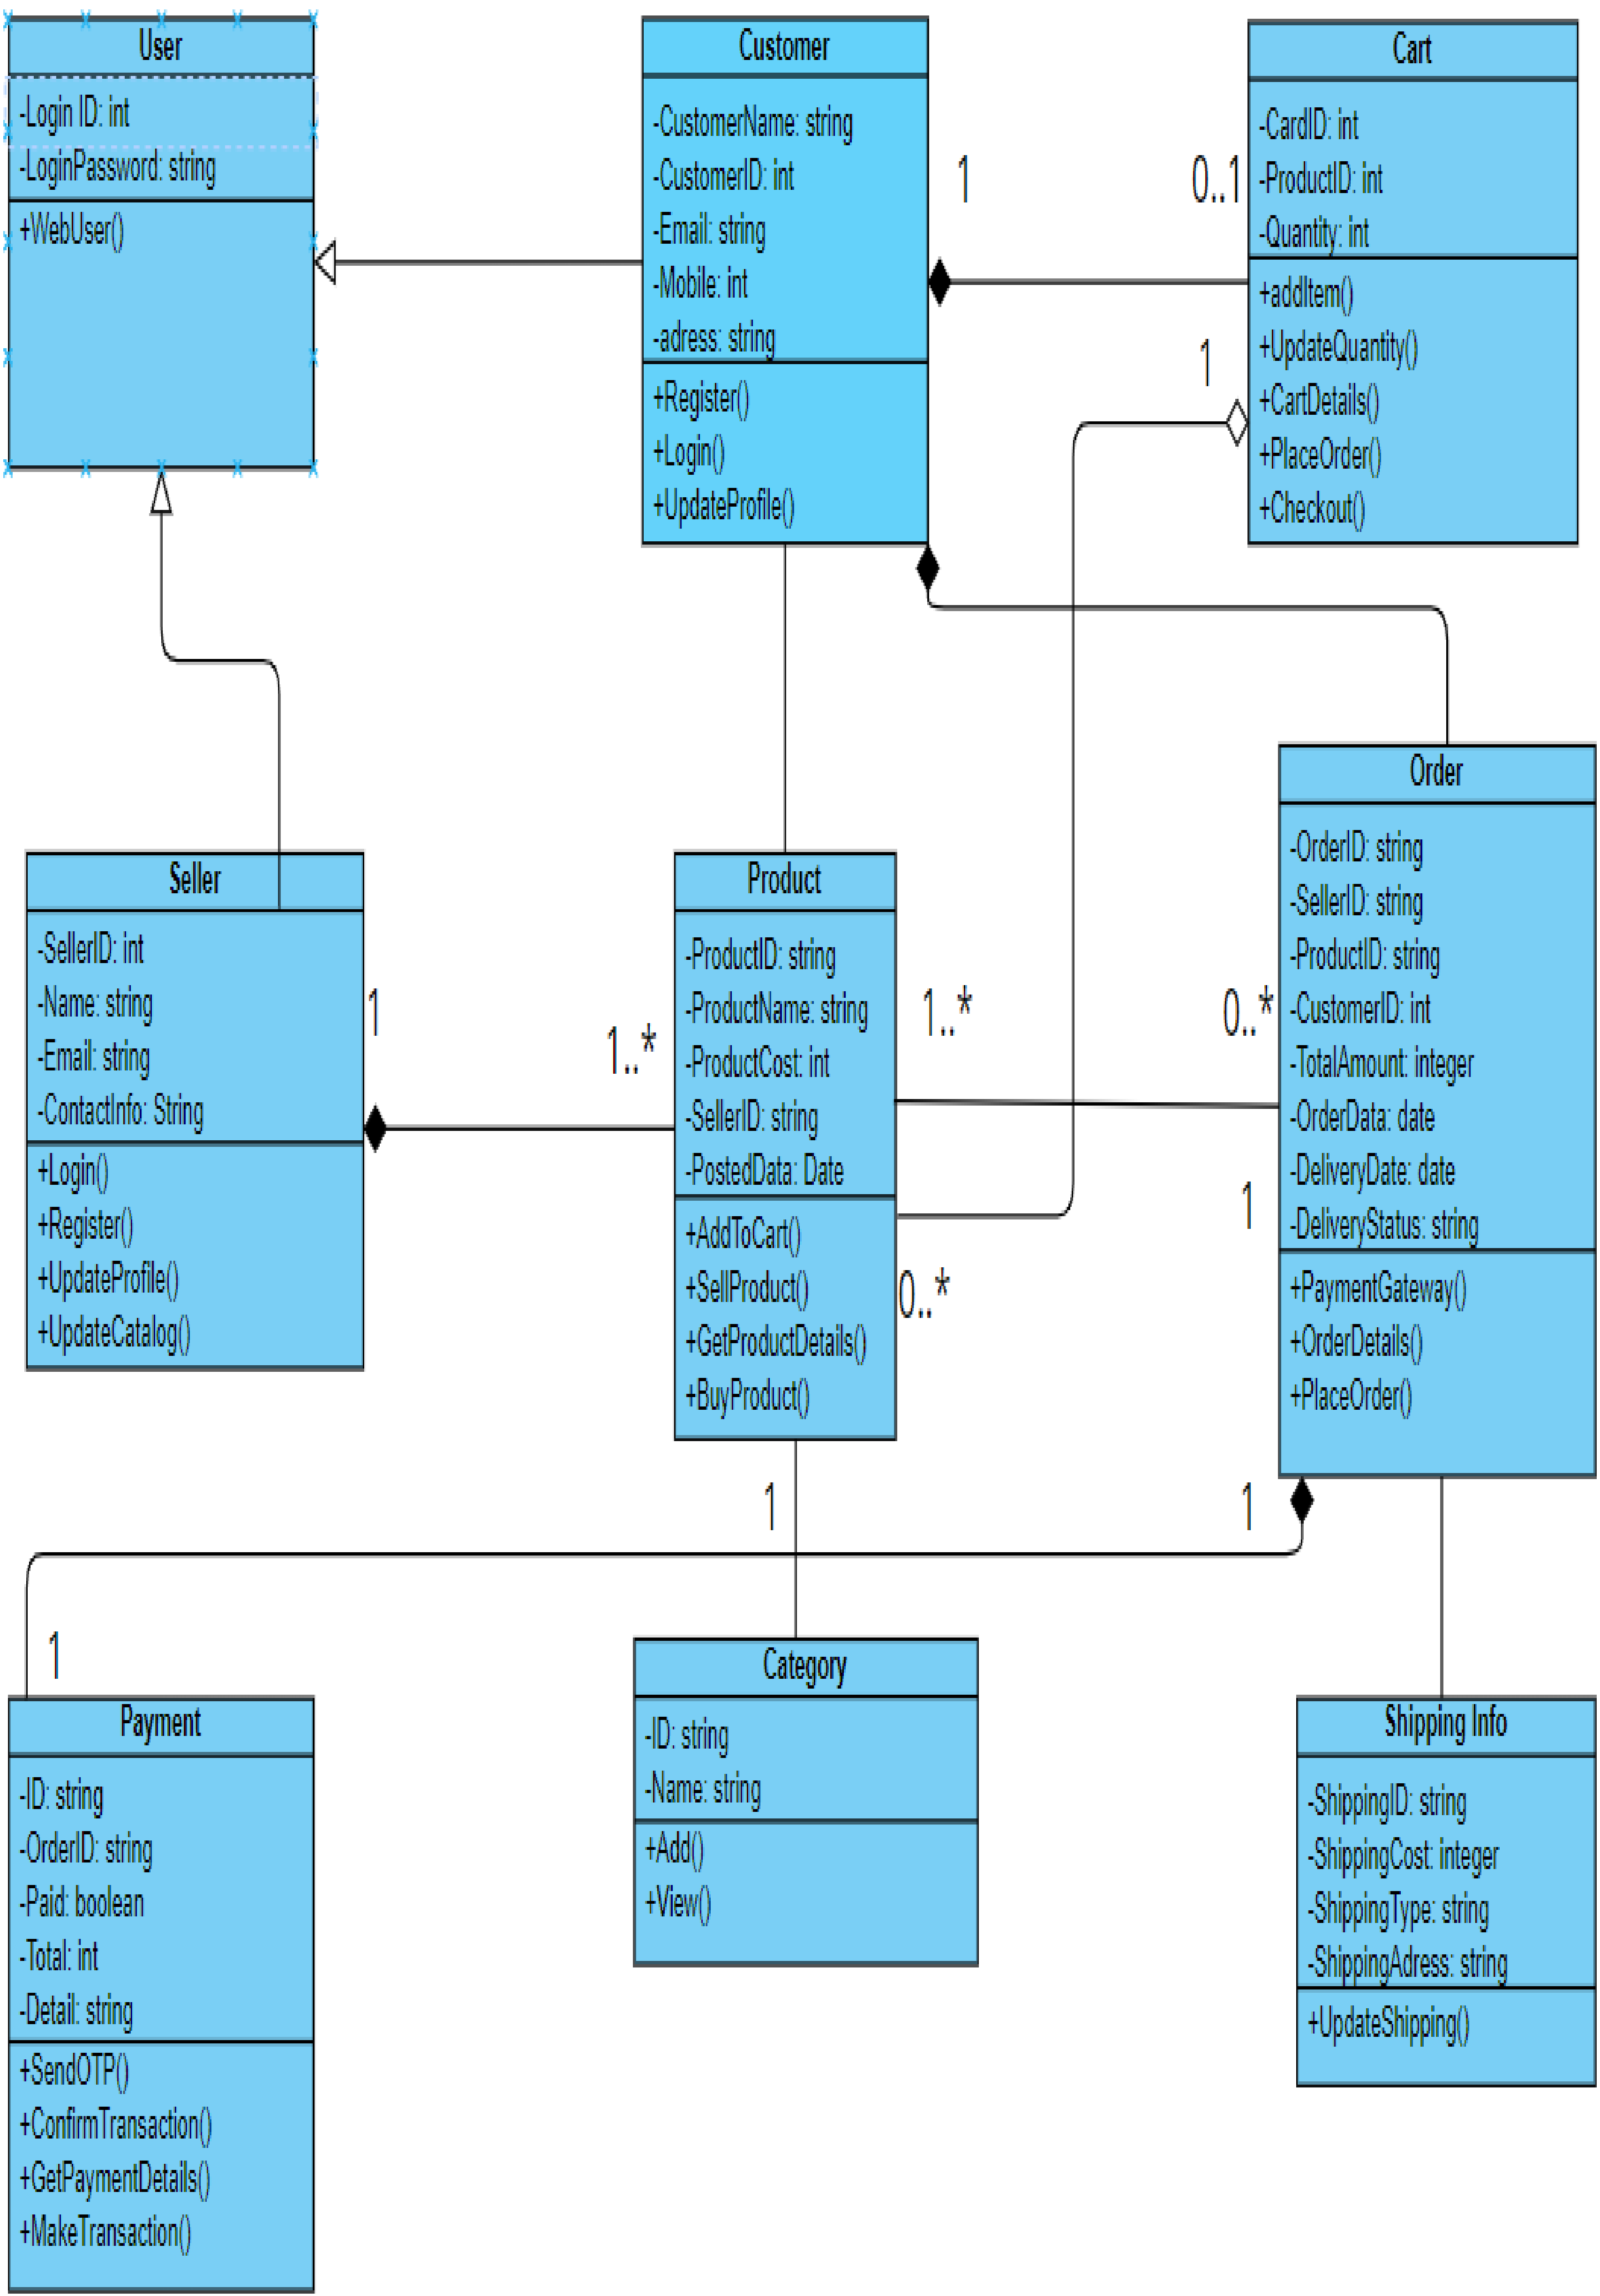 User
-Login ID: int
-LoginPassword: string
+WebUser()
Customer
-CustomerName: string
-CustomerID: int
-Email: string
-Mobile: int
-adress: string
+Register()
+Login()
+UpdateProfile()
1
0..1
Cart
-CardID: int
-ProductID: int
-Quantity: int
+addItem()
+UpdateQuantity()
+CartDetails()
+PlaceOrder()
+Checkout()
1
Seller
-SellerID: int
-Name: string
-Email: string
-ContactInfo: String
+Login()
+Register()
+UpdateProfile()
+UpdateCatalog()
1
1..*
Product
-ProductID: string
-ProductName: string
-ProductCost: int
-SellerID: string
-PostedData: Date
+AddToCart()
+SellProduct()
+GetProductDetails()
+BuyProduct()
1..*
0..*
0..*
1
Order
-OrderID: string
-SellerID: string
-ProductID: string
-CustomerID: int
-TotalAmount: integer
-OrderData: date
-DeliveryDate: date
-DeliveryStatus: string
+PaymentGateway()
+OrderDetails()
+PlaceOrder()
1
1
1
Payment
-ID: string
-OrderID: string
-Paid: boolean
-Total: int
-Detail: string
+SendOTP()
+ConfirmTransaction()
+GetPaymentDetails()
+MakeTransaction()
Category
-ID: string
-Name: string
+Add()
+View()
Shipping Info
-ShippingID: string
-ShippingCost: integer
-ShippingType: string
-ShippingAdress: string
+UpdateShipping()